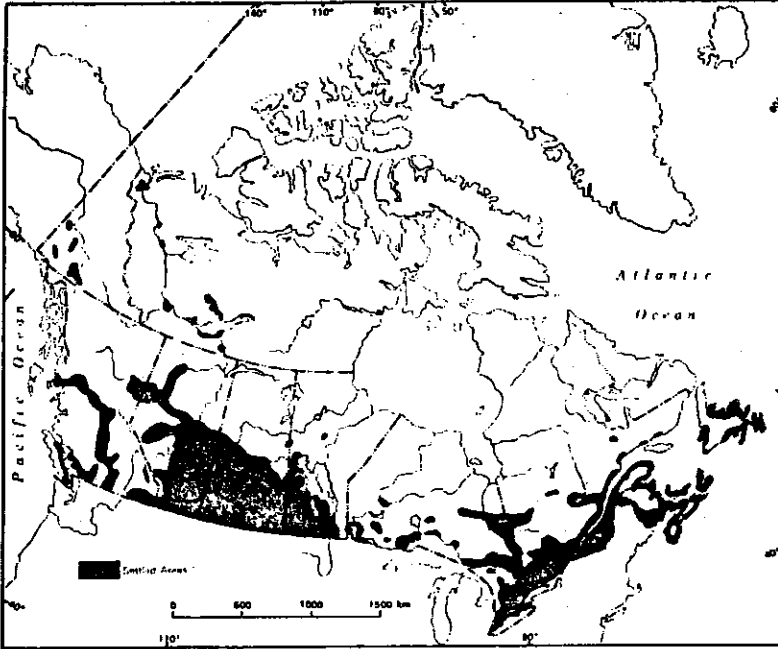 140° 110° 80° 50°
Atlantic
Ocean
Pacific Ocean
Settled Areas
0 500 1000 1500 km
110° 80°